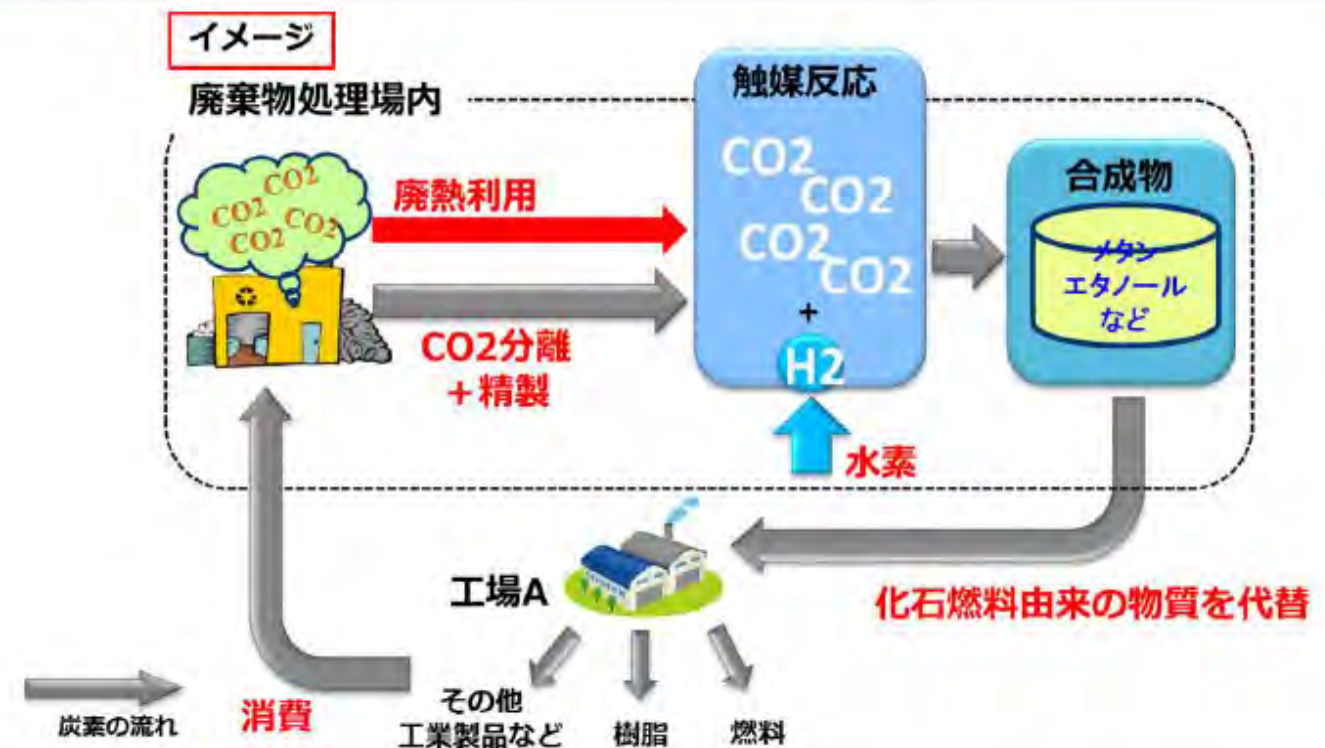 イメージ
廃棄物処理場内
触媒反応
CO2
CO2
CO2
CO2
CO2
CO2
CO2
CO2
廃熱利用
CO2分離
+精製
+
H2
水素
合成物
メタン
エタノール
など
工場A
化石燃料由来の物質を代替
消費
炭素の流れ
その他
工業製品など
樹脂
燃料